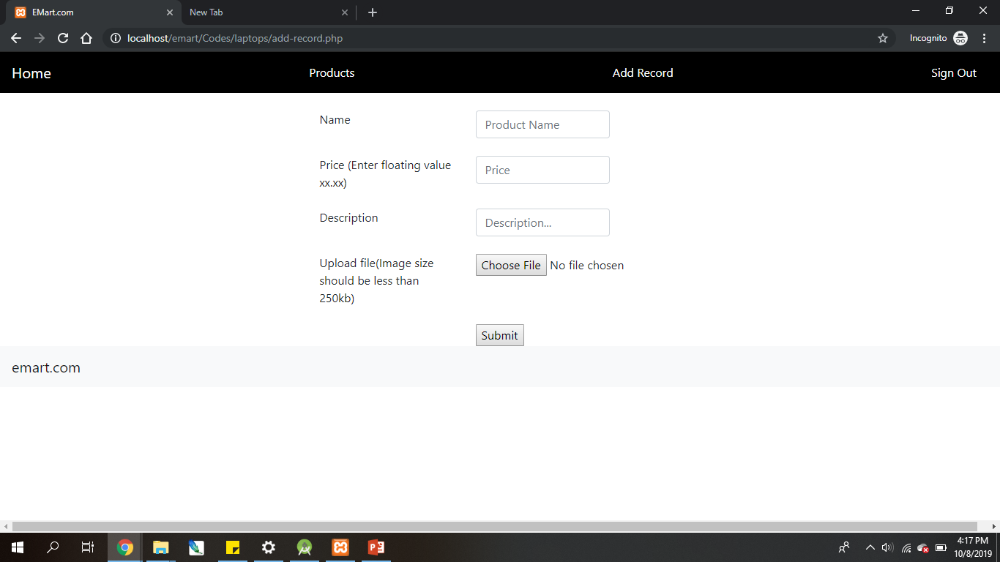 EMart.com
New Tab
localhost/emart/Codes/laptops/add-record.php
Incognito
Home
Products
Add Record
Sign Out
Name
Product Name
Price (Enter floating value
xx.xx)
Price
Description
Description...
Upload file(Image size
should be less than
250kb)
Choose File No file chosen
Submit
emart.com
4:17 PM
10/8/2019